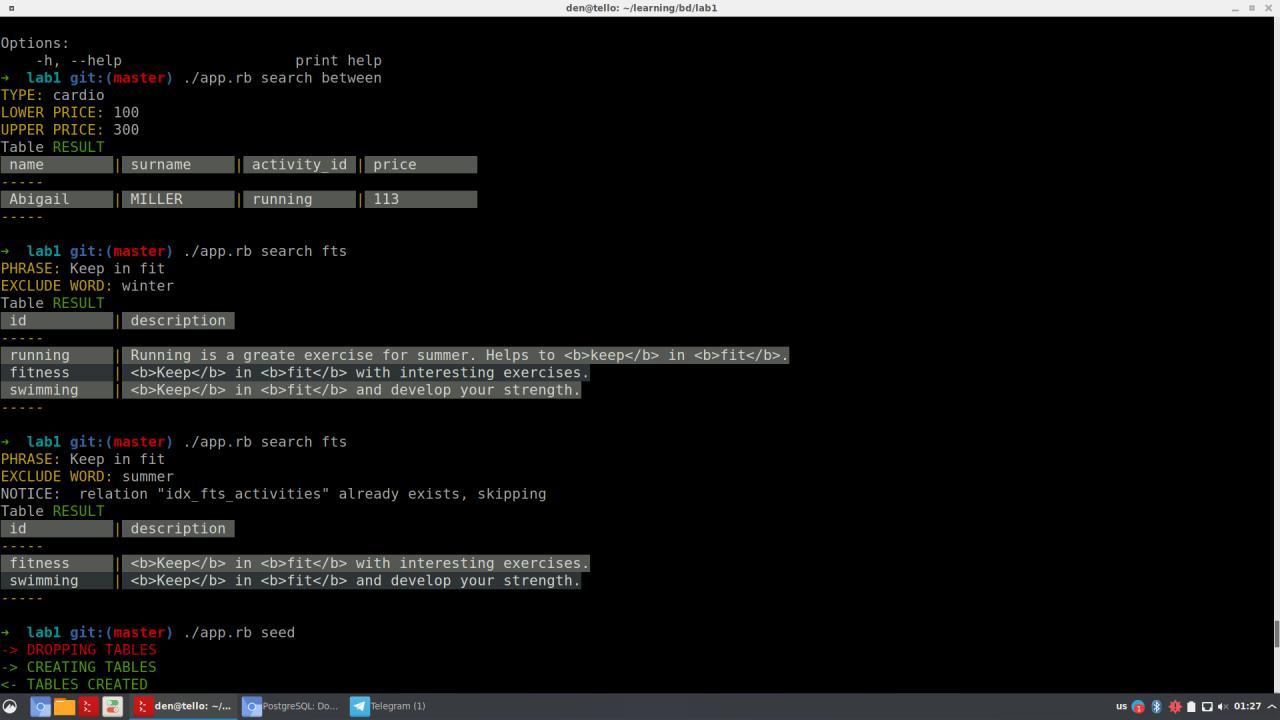 den@tello: ~/learning/bd/lab1
Options:
    -h, --help                    print help
→  lab1 git:(master) ./app.rb search between
TYPE: cardio
LOWER PRICE: 100
UPPER PRICE: 300
Table RESULT
 name        | surname     | activity_id | price
-----
 Abigail     | MILLER      | running     | 113
-----
→  lab1 git:(master) ./app.rb search fts
PHRASE: Keep in fit
EXCLUDE WORD: winter
Table RESULT
 id          | description
-----
 running     | Running is a greate exercise for summer. Helps to <b>keep</b> in <b>fit</b>.
 fitness     | <b>Keep</b> in <b>fit</b> with interesting exercises.
 swimming    | <b>Keep</b> in <b>fit</b> and develop your strength.
-----
→  lab1 git:(master) ./app.rb search fts
PHRASE: Keep in fit
EXCLUDE WORD: summer
NOTICE:  relation "idx_fts_activities" already exists, skipping
Table RESULT
 id          | description
-----
 fitness     | <b>Keep</b> in <b>fit</b> with interesting exercises.
 swimming    | <b>Keep</b> in <b>fit</b> and develop your strength.
-----
→  lab1 git:(master) ./app.rb seed
-> DROPPING TABLES
-> CREATING TABLES
<- TABLES CREATED
den@tello: ~/... PostgreSQL: Do... Telegram (1) us 1 01:27